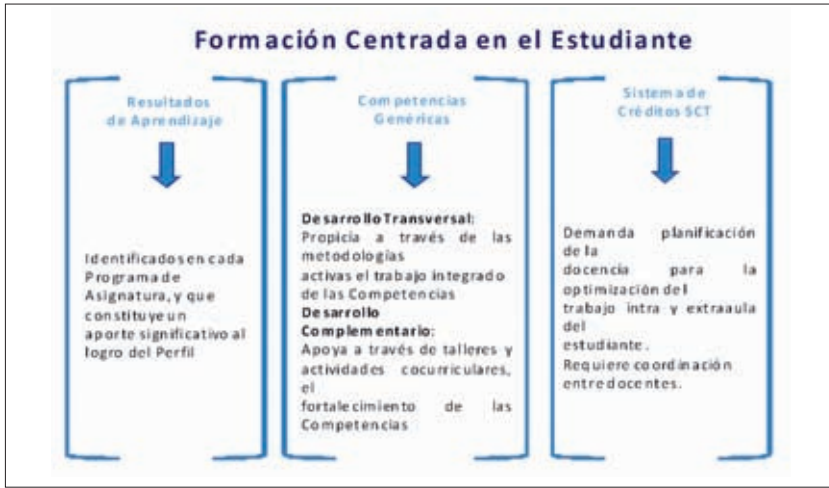 Formación Centrada en el Estudiante
Resultados
de Aprendizaje
Identificados en cada
Programa de
Asignatura, y que
constituye un
aporte significativo al
logro del Perfil
Competencias
Genéricas
Desarrollo Transversal:
Propicia a través de las
metodologías
activas el trabajo integrado
de las Competencias
Desarrollo
Complementario:
Apoya a través de talleres y
actividades cocurriculares,
el
fortalecimiento de las
Competencias
Sistema de
Créditos SCT
Demanda planificación
de la
docencia para la
optimización del
trabajo intra y extraaula
del
estudiante.
Requiere coordinación
entre docentes.